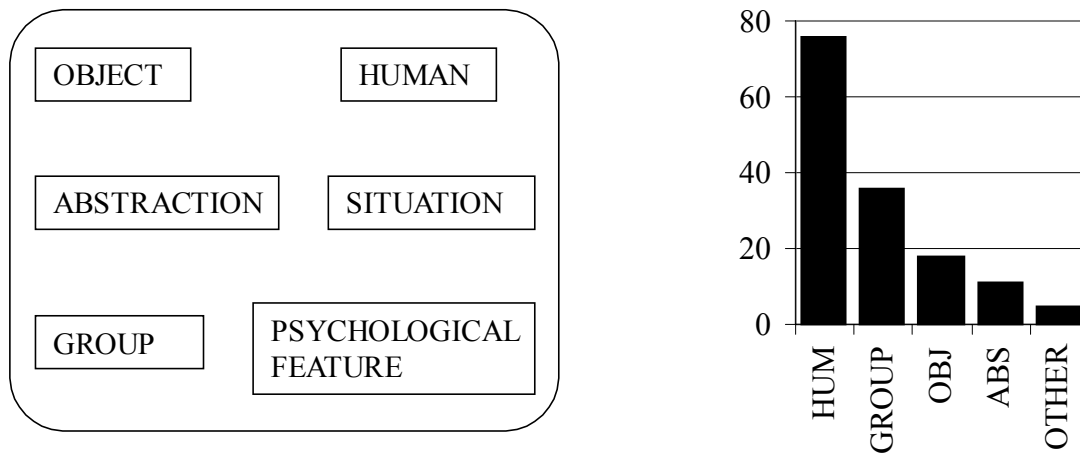 OBJECT
HUMAN
ABSTRACTION
SITUATION
GROUP
PSYCHOLOGICAL
FEATURE
80
60
40
20
0
HUM
GROUP
OBJ
ABS
OTHER